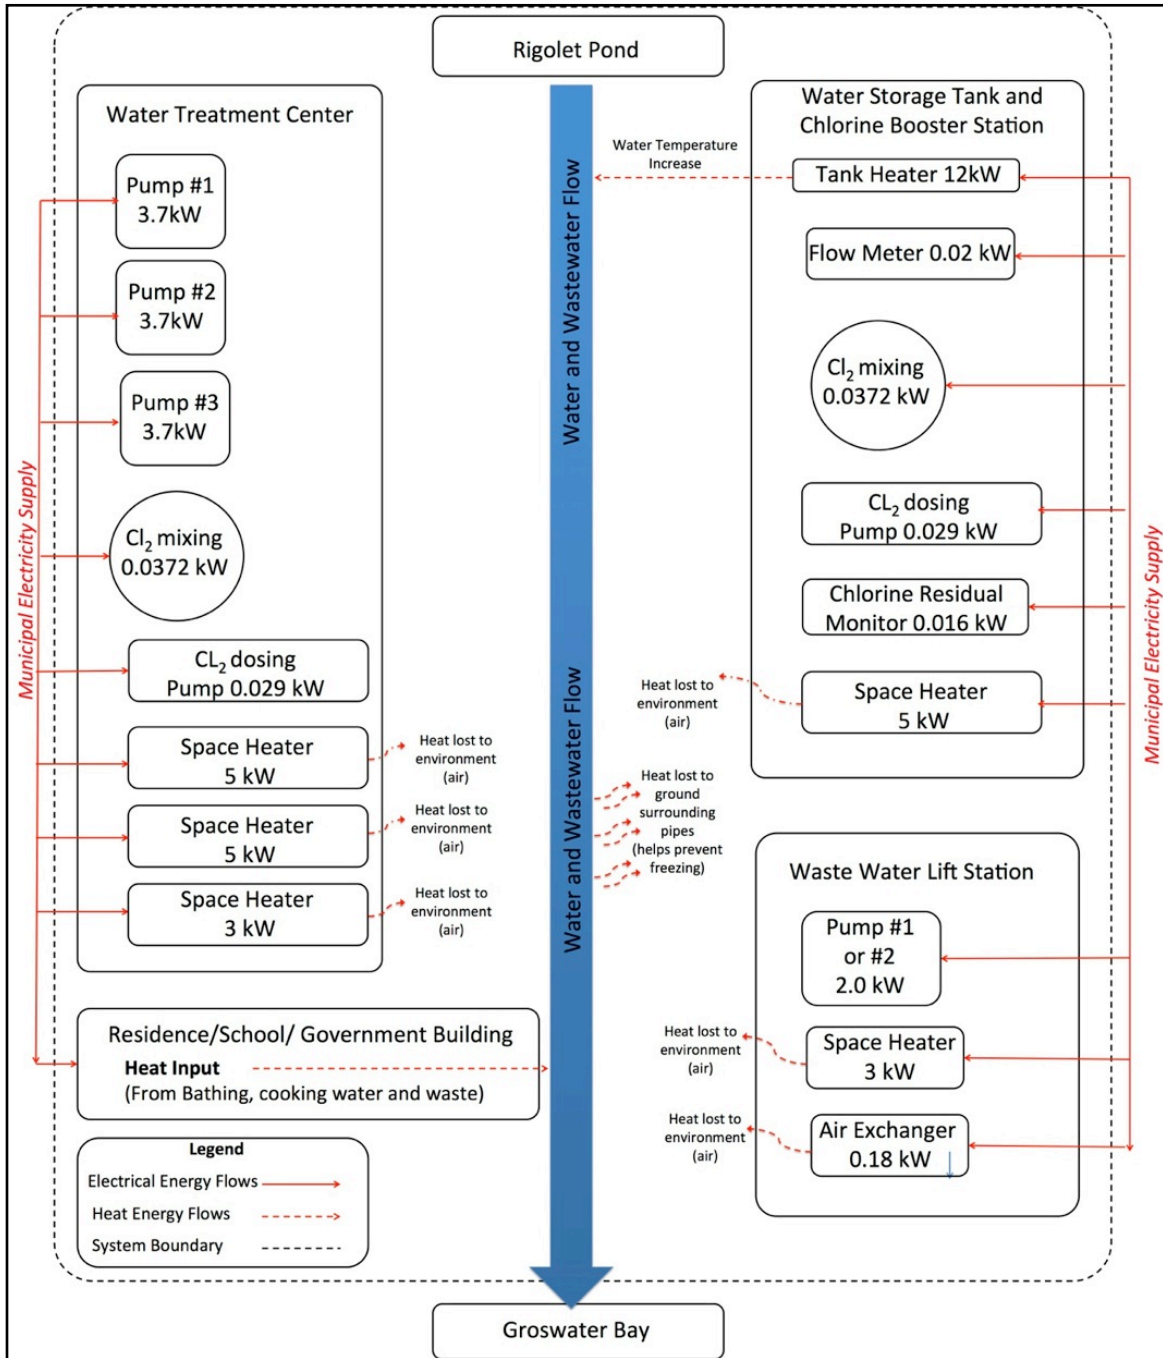 Rigolet Pond
Water Treatment Center
Pump #1
3.7kW
Pump #2
3.7kW
Pump #3
3.7kW
Cl₂ mixing
0.0372 kW
CL₂ dosing
Pump 0.029 kW
Space Heater
5 kW
Space Heater
5 kW
Space Heater
3 kW
Heat lost to
environment
(air)
Heat lost to
environment
(air)
Heat lost to
environment
(air)
Municipal Electricity Supply
Residence/School/ Government Building
Heat Input
(From Bathing, cooking water and waste)
Legend
Electrical Energy Flows
Heat Energy Flows
System Boundary
Water and Wastewater Flow
Water and Wastewater Flow
Water Temperature
Increase
Heat lost to
ground
surrounding
pipes
(helps prevent
freezing)
Water Storage Tank and
Chlorine Booster Station
Tank Heater 12kW
Flow Meter 0.02 kW
Cl₂ mixing
0.0372 kW
CL₂ dosing
Pump 0.029 kW
Chlorine Residual
Monitor 0.016 kW
Space Heater
5 kW
Heat lost to
environment
(air)
Waste Water Lift Station
Pump #1
or #2
2.0 kW
Space Heater
3 kW
Air Exchanger
0.18 kW
Heat lost to
environment
(air)
Heat lost to
environment
(air)
Municipal Electricity Supply
Groswater Bay